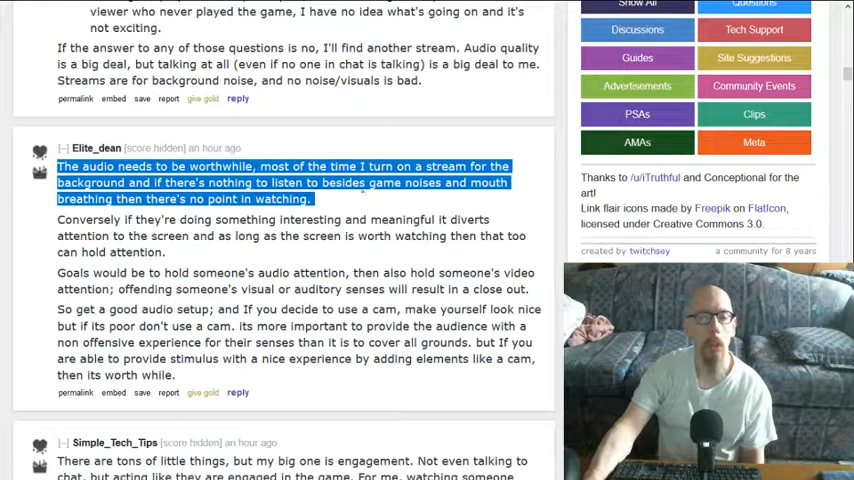 viewer who never played the game, I have no idea what's going on and it's
not exciting.
If the answer to any of those questions is no, I'll find another stream. Audio quality
is a big deal, but talking at all (even if no one in chat is talking) is a big deal to me.
Streams are for background noise, and no noise/visuals is bad.
permalink embed save report give gold reply
[–] Elite_dean [score hidden] an hour ago
The audio needs to be worthwhile, most of the time I turn on a stream for the
background and if there's nothing to listen to besides game noises and mouth
breathing then there's no point in watching.
Conversely if they're doing something interesting and meaningful it diverts
attention to the screen and as long as the screen is worth watching then that too
can hold attention.
Goals would be to hold someone's audio attention, then also hold someone's video
attention; offending someone's visual or auditory senses will result in a close out.
So get a good audio setup; and If you decide to use a cam, make yourself look nice
but if its poor don't use a cam. its more important to provide the audience with a
non offensive experience for their senses than it is to cover all grounds. but If you
are able to provide stimulus with a nice experience by adding elements like a cam,
then its worth while.
permalink embed save report give gold reply
[–] Simple_Tech_Tips [score hidden] an hour ago
There are tons of little things, but my big one is engagement. Not even talking to
chat, but acting like they are engaged in the game. For me, watching someone
Show All Questions
Discussions Tech Support
Guides Site Suggestions
Advertisements Community Events
PSAs Clips
AMAs Meta
Thanks to /u/iTruthful and Conceptional for the
art!
Link flair icons made by Freepik on FlatIcon,
licensed under Creative Commons 3.0.
created by twitchsey a community for 8 years